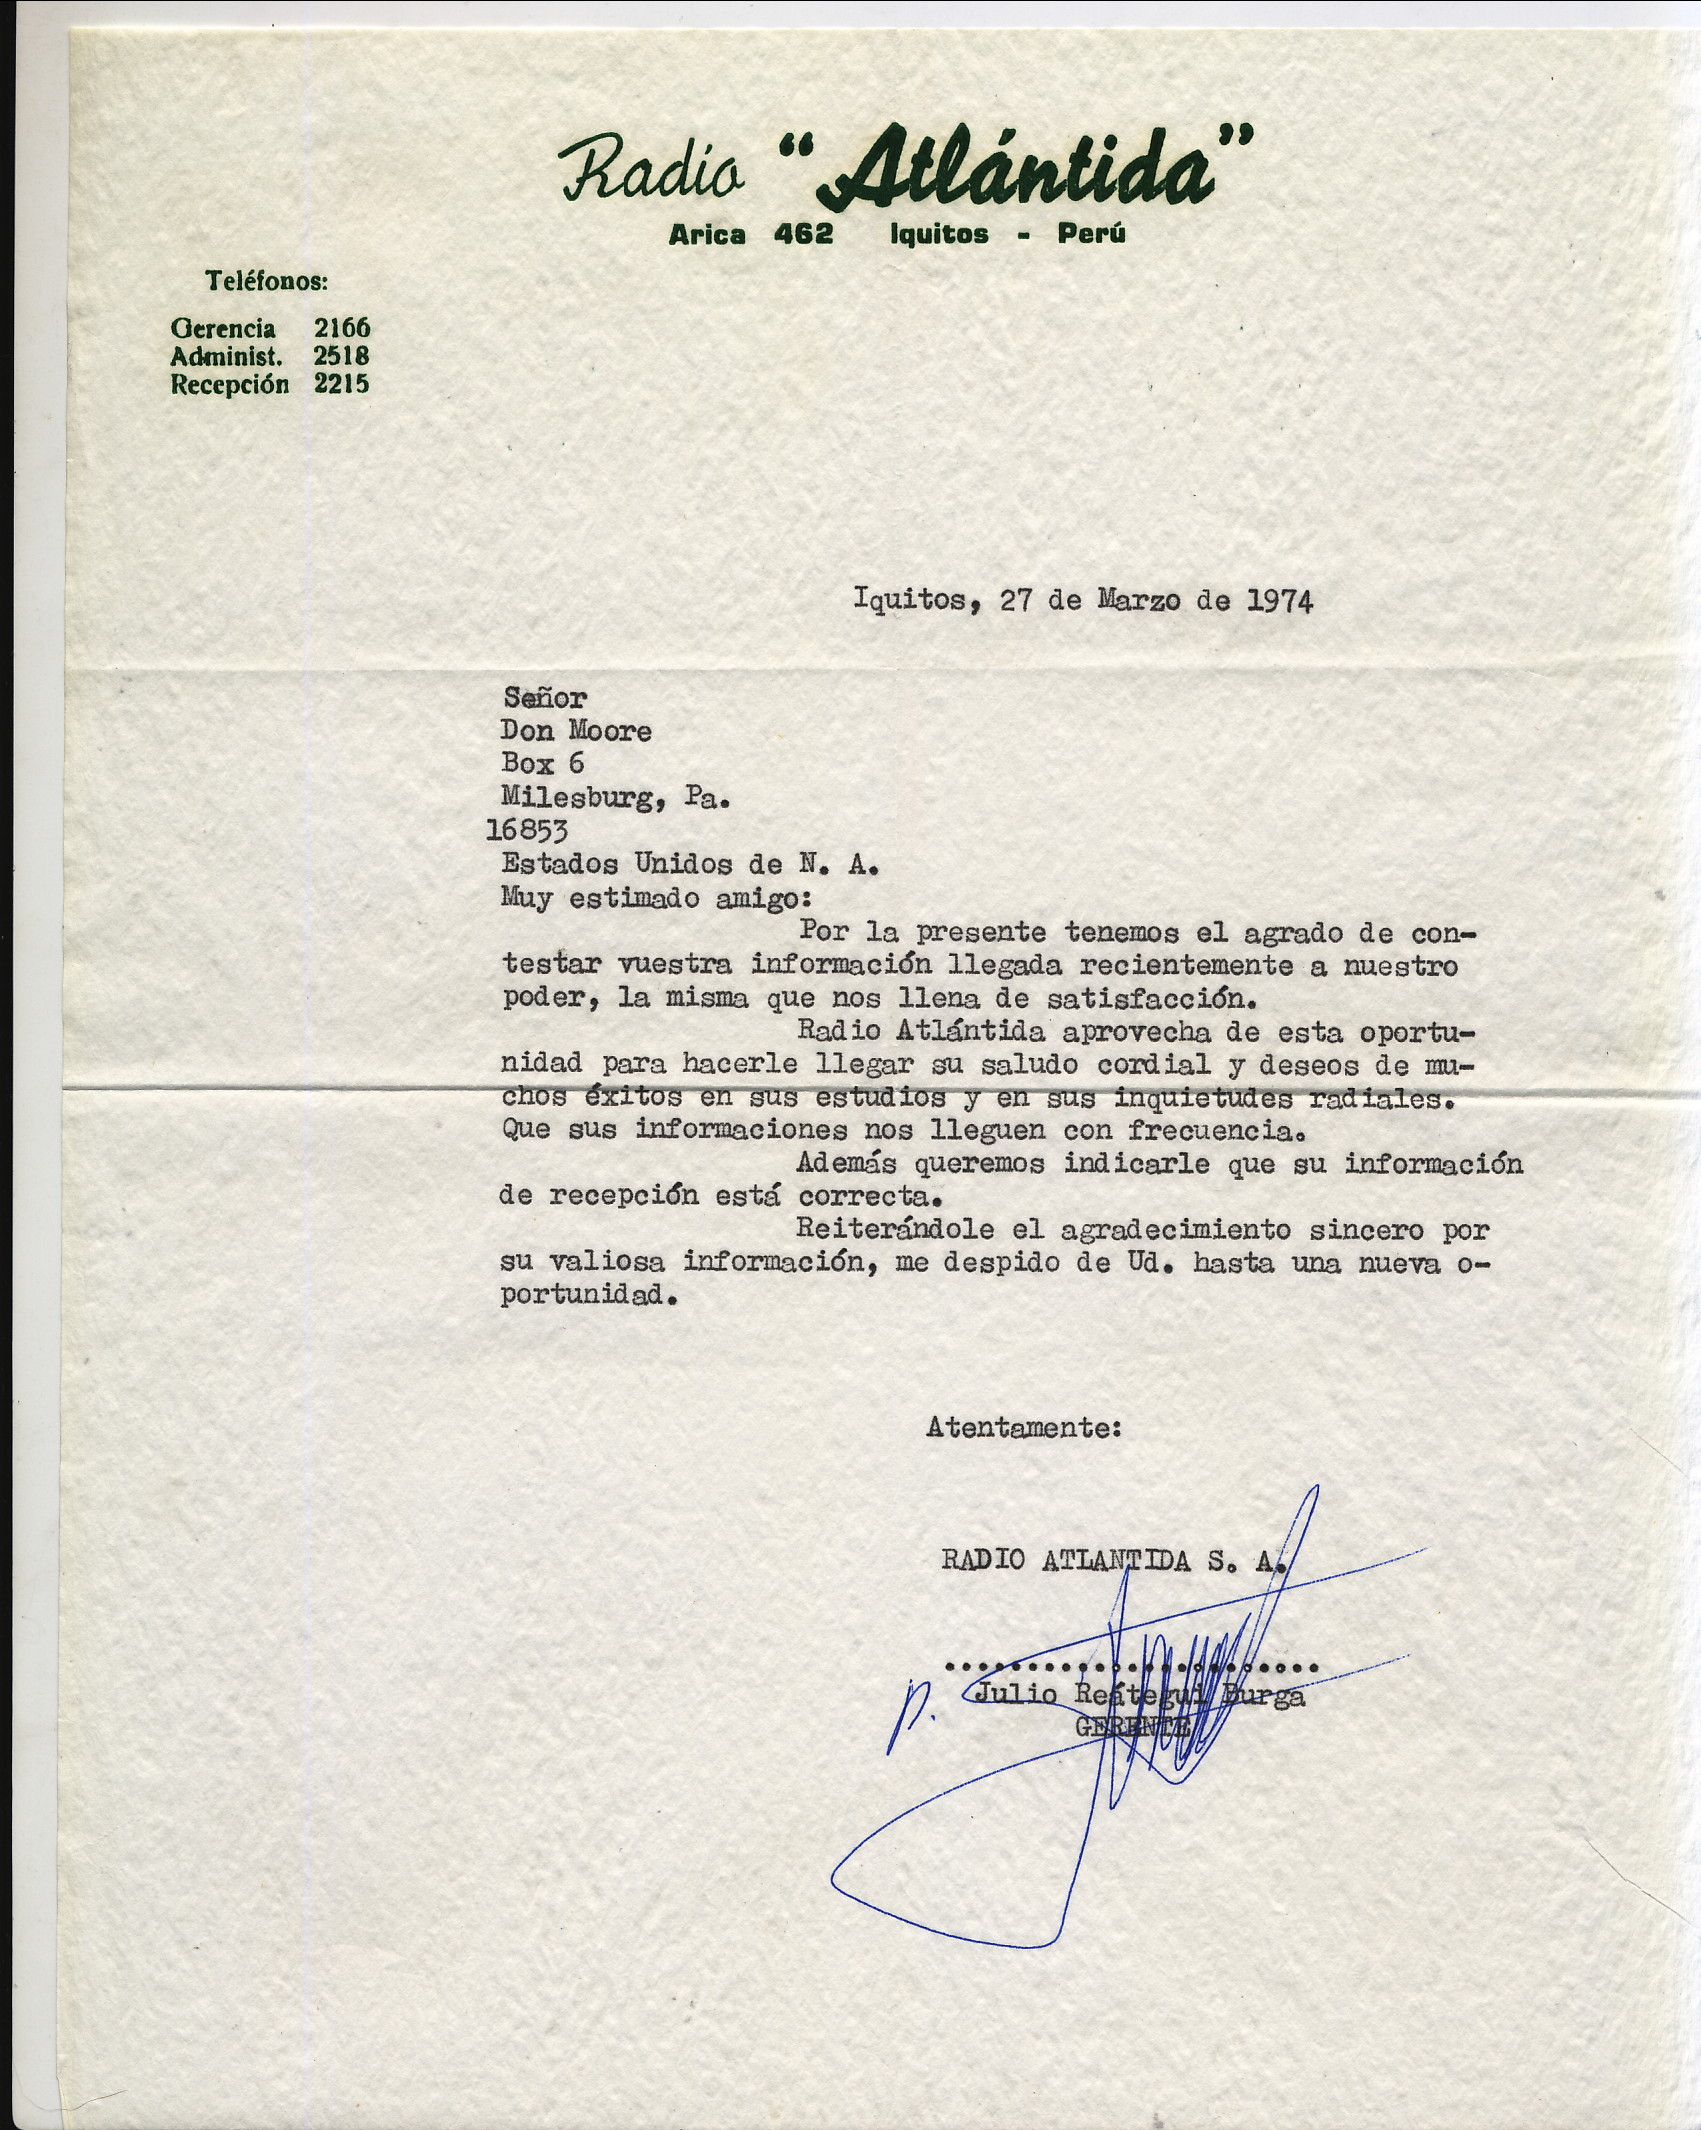 Radio "Atlántida"
Arica 462 Iquitos - Perú
Teléfonos:
Gerencia 2166
Administ. 2518
Recepción 2215
Iquitos, 27 de Marzo de 1974
Señor
Don Moore
Box 6
Milesburg, Pa.
16853
Estados Unidos de N. A.
Muy estimado amigo:
Por la presente tenemos el agrado de con-
testar vuestra información llegada recientemente a nuestro
poder, la misma que nos llena de satisfacción.
Radio Atlántida aprovecha de esta oportu-
nidad para hacerle llegar su saludo cordial y deseos de mu-
chos éxitos en sus estudios y en sus inquietudes radiales.
Que sus informaciones nos lleguen con frecuencia.
Además queremos indicarle que su información
de recepción está correcta.
Reiterándole el agradecimiento sincero por
su valiosa información, me despido de Ud. hasta una nueva o-
portunidad.
Atentamente:
RADIO ATLANTIDA S. A.
.......................
p. Julio Reátegui Burga
GERENTE